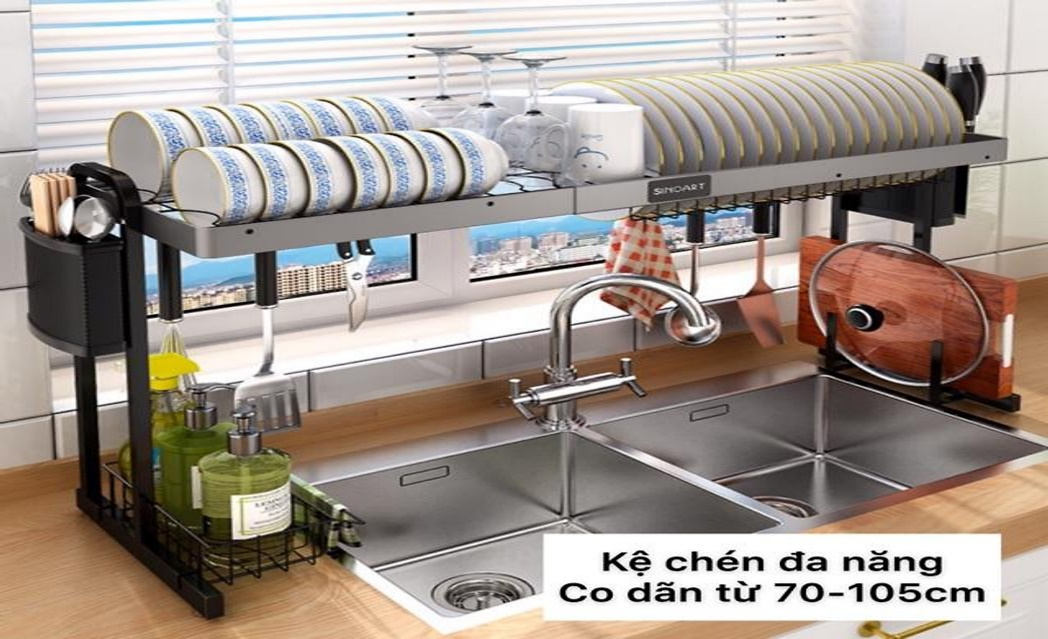 SINOART
Kệ chén đa năng
Co dãn từ 70-105cm